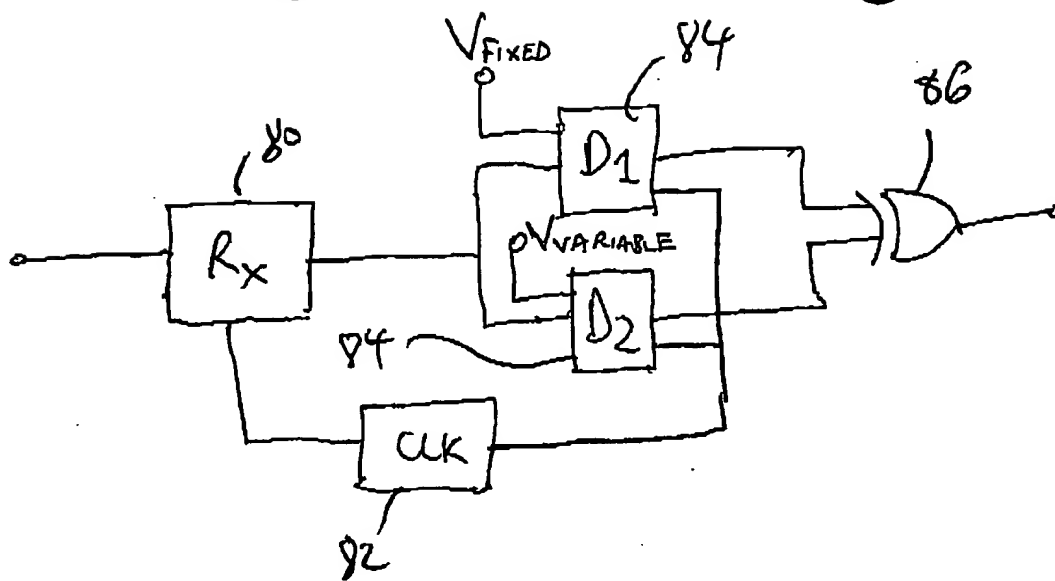 VFIXED
84
86
80
D1
RX
VVARIABLE
D2
84
CLK
82